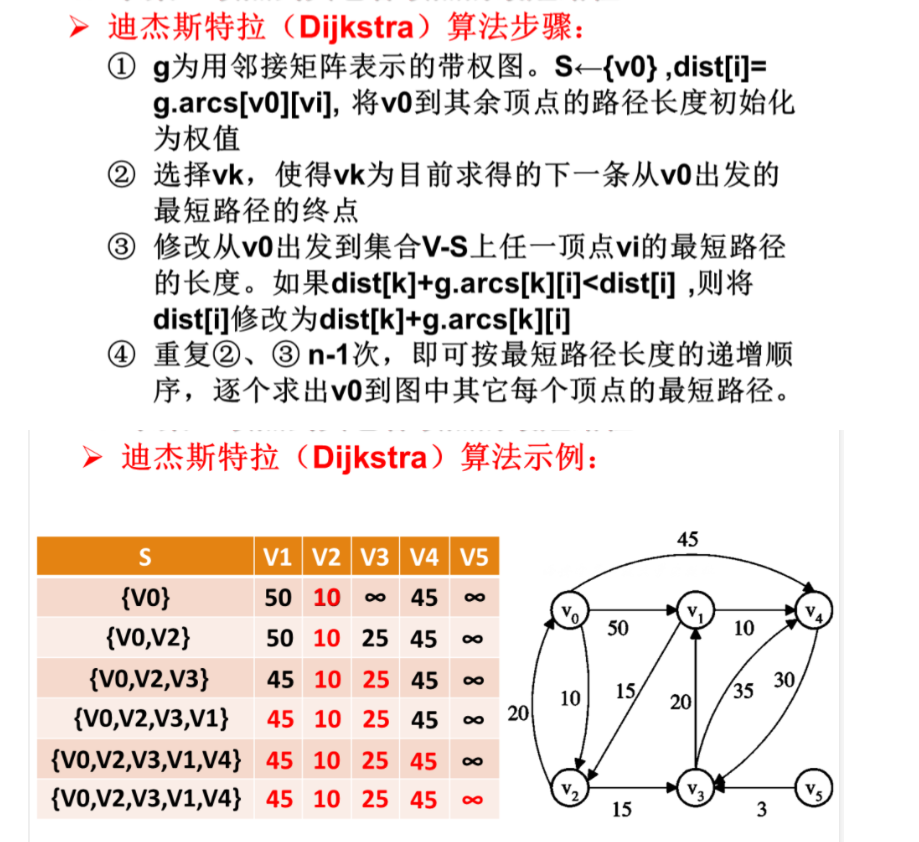 ➢ 迪杰斯特拉（Dijkstra）算法步骤：
① g为用邻接矩阵表示的带权图。S←{v0} ,dist[i]=
g.arcs[v0][vi], 将v0到其余顶点的路径长度初始化
为权值
② 选择vk，使得vk为目前求得的下一条从v0出发的
最短路径的终点
③ 修改从v0出发到集合V-S上任一顶点vi的最短路径
的长度。如果dist[k]+g.arcs[k][i]<dist[i] ,则将
dist[i]修改为dist[k]+g.arcs[k][i]
④ 重复②、③ n-1次，即可按最短路径长度的递增顺
序，逐个求出v0到图中其它每个顶点的最短路径。
➢ 迪杰斯特拉（Dijkstra）算法示例：
S V1 V2 V3 V4 V5
{V0} 50 10 ∞ 45 ∞
{V0,V2} 50 10 25 45 ∞
{V0,V2,V3} 45 10 25 45 ∞
{V0,V2,V3,V1} 45 10 25 45 ∞
{V0,V2,V3,V1,V4} 45 10 25 45 ∞
{V0,V2,V3,V1,V4} 45 10 25 45 ∞
45
v0 v1 v4
50 10
10 15 20 35 30
20
v2 v3 v5
15 3